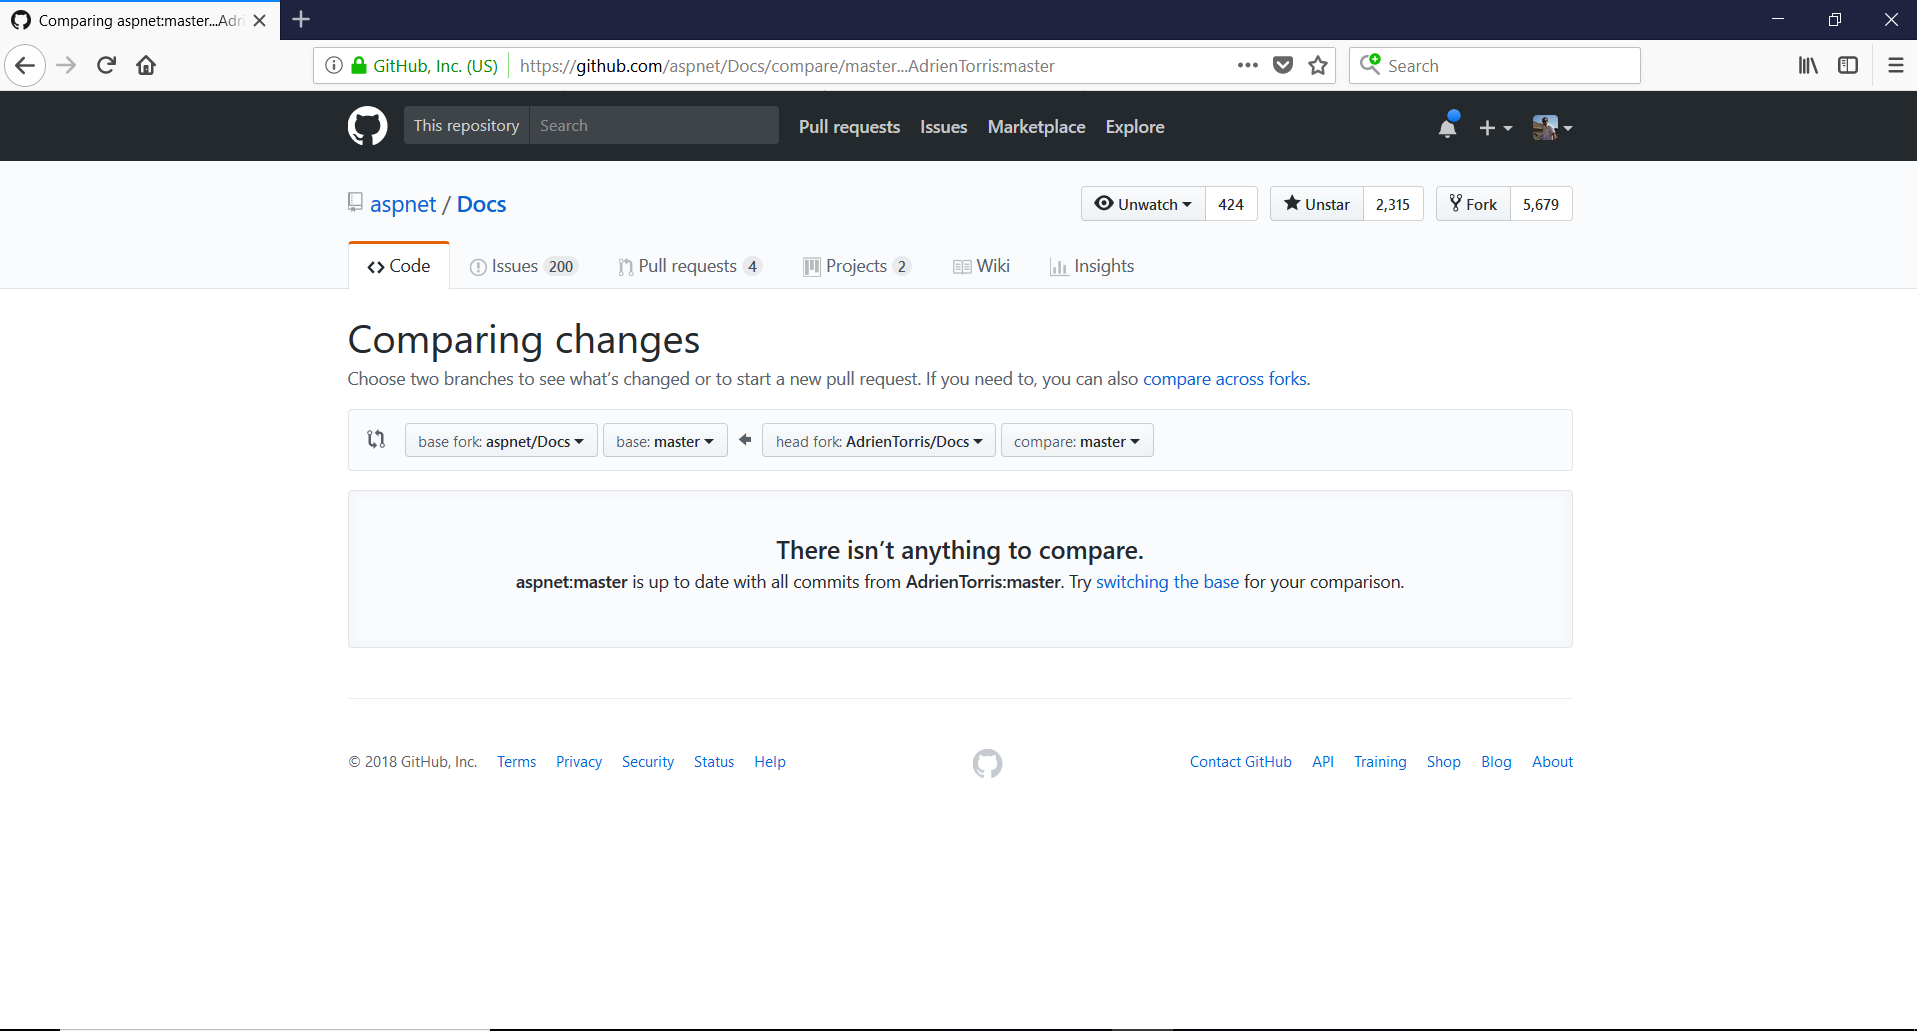 Comparing aspnet:master...Adri
GitHub, Inc. (US) https://github.com/aspnet/Docs/compare/master...AdrienTorris:master Search
This repository Search Pull requests Issues Marketplace Explore
aspnet / Docs Unwatch 424 Unstar 2,315 Fork 5,679
Code Issues 200 Pull requests 4 Projects 2 Wiki Insights
Comparing changes
Choose two branches to see what’s changed or to start a new pull request. If you need to, you can also compare across forks.
base fork: aspnet/Docs base: master head fork: AdrienTorris/Docs compare: master
There isn’t anything to compare.
aspnet:master is up to date with all commits from AdrienTorris:master. Try switching the base for your comparison.
© 2018 GitHub, Inc. Terms Privacy Security Status Help Contact GitHub API Training Shop Blog About